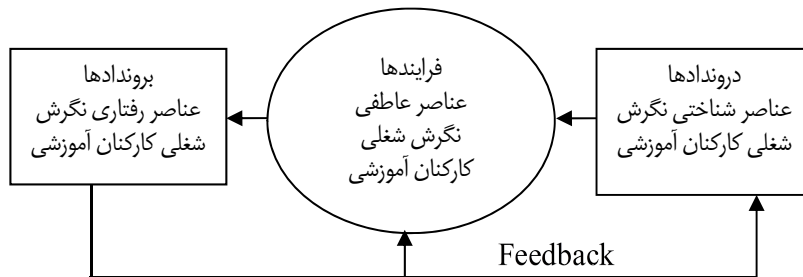 دروندادها
عناصر شناختی نگرش
شغلی کارکنان آموزشی
فرایندها
عناصر عاطفی
نگرش شغلی
کارکنان آموزشی
بروندادها
عناصر رفتاری نگرش
شغلی کارکنان آموزشی
Feedback